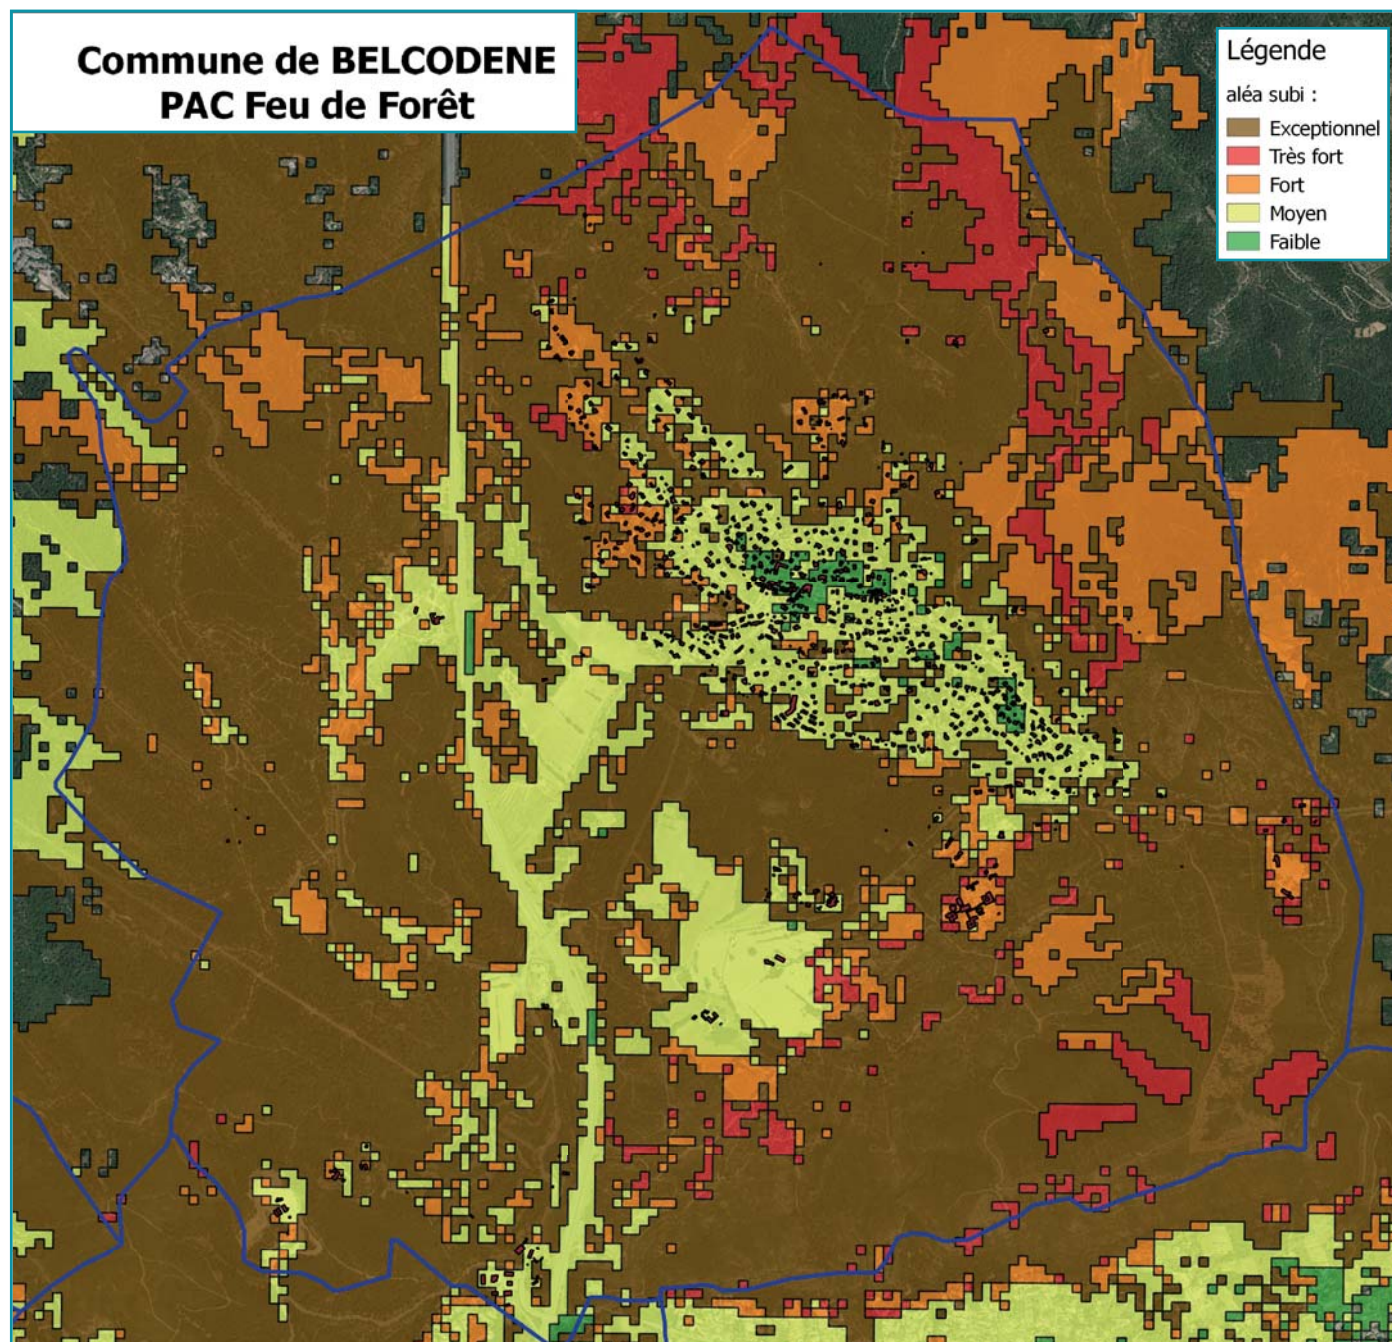 Commune de BELCODENE
PAC Feu de Forêt
Légende
aléa subi :
Exceptionnel
Très fort
Fort
Moyen
Faible